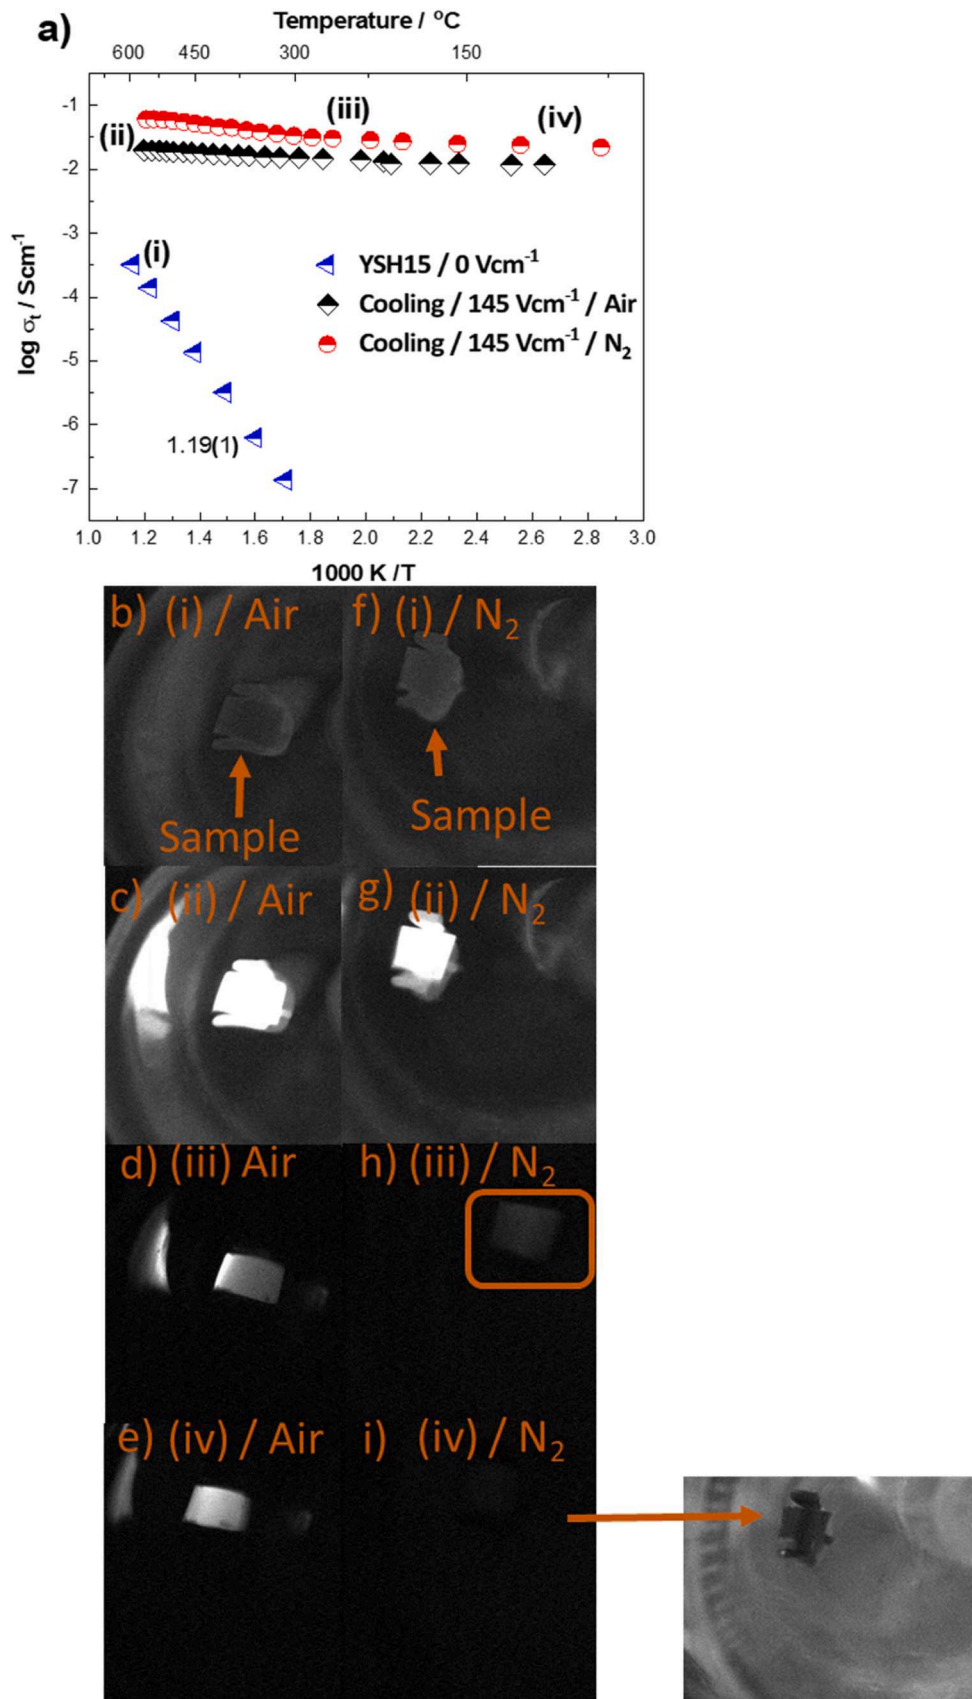 a)
Temperature / °C
600 450 300 150
-1
(iii)
(iv)
(ii)
-2
-3
(i)
YSH15 / 0 Vcm⁻¹
-4
Cooling / 145 Vcm⁻¹ / Air
log σₜ / Scm⁻¹
Cooling / 145 Vcm⁻¹ / N₂
-5
-6
1.19(1)
-7
1.0 1.2 1.4 1.6 1.8 2.0 2.2 2.4 2.6 2.8 3.0
1000 K /T
b) (i) / Air
f) (i) / N₂
Sample
Sample
c) (ii) / Air
g) (ii) / N₂
d) (iii) Air
h) (iii) / N₂
e) (iv) / Air
i) (iv) / N₂